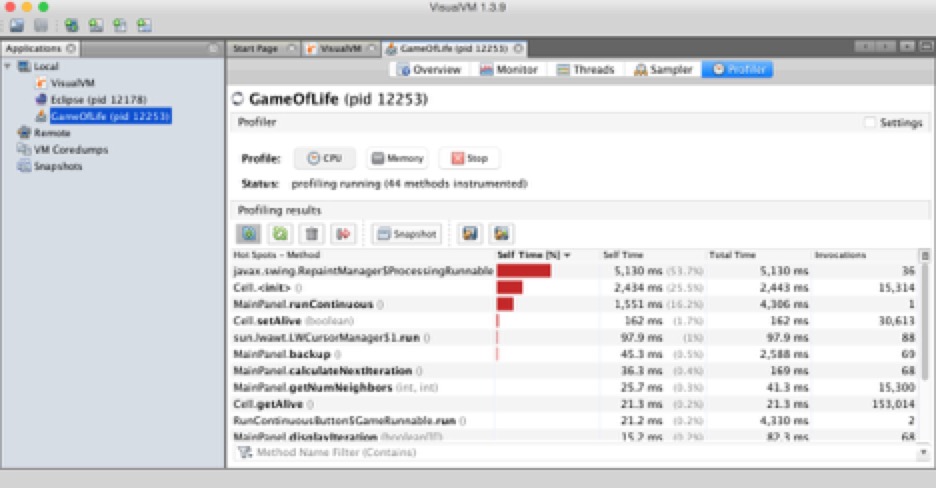 VisualVM 1.3.9
Applications
Start Page
VisualVM
GameOfLife (pid 12253)
Local
VisualVM
Eclipse (pid 12178)
GameOfLife (pid 12253)
Remote
VM Coredumps
Snapshots
Overview
Monitor
Threads
Sampler
Profiler
GameOfLife (pid 12253)
Profiler
Settings
Profile:
CPU
Memory
Stop
Status: profiling running (44 methods instrumented)
Profiling results
Snapshot
Hot Spots - Method Self Time [%] Self Time Total Time Invocations
javax.swing.RepaintManager$ProcessingRunnable 5,130 ms (53.7%) 5,130 ms 36
Cell.<init> () 2,434 ms (25.5%) 2,443 ms 15,314
MainPanel.runContinuous () 1,551 ms (16.2%) 4,306 ms 1
Cell.setAlive (boolean) 162 ms (1.7%) 162 ms 30,613
sun.lwawt.LWCursorManager$1.run () 97.9 ms (1%) 97.9 ms 88
MainPanel.backup () 45.3 ms (0.5%) 2,588 ms 69
MainPanel.calculateNextIteration () 36.3 ms (0.4%) 169 ms 68
MainPanel.getNumNeighbors (int, int) 25.7 ms (0.3%) 41.3 ms 15,300
Cell.getAlive () 21.3 ms (0.2%) 21.3 ms 153,014
RunContinuousButton$GameRunnable.run () 21.2 ms (0.2%) 4,330 ms 2
MainPanel.displayIteration (boolean[][]) 15.2 ms (0.2%) 82.3 ms 68
Method Name Filter (Contains)